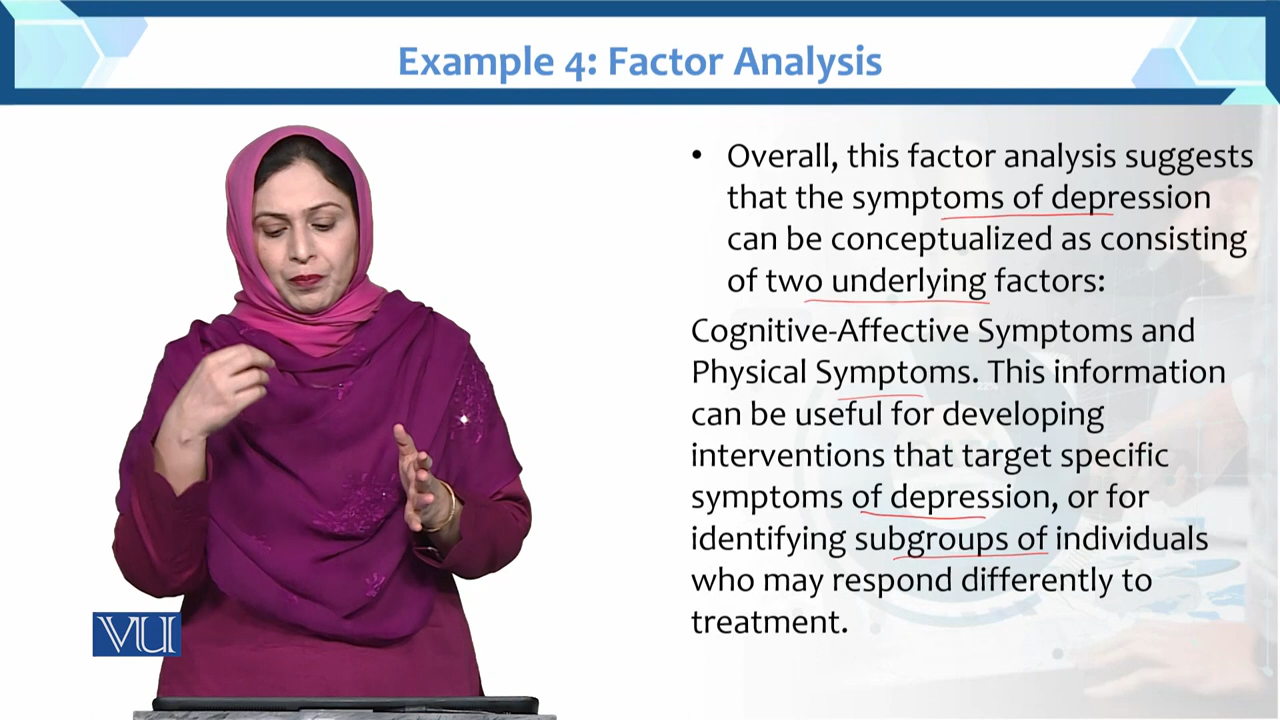 Example 4: Factor Analysis
• Overall, this factor analysis suggests
that the symptoms of depression
can be conceptualized as consisting
of two underlying factors:
Cognitive-Affective Symptoms and
Physical Symptoms. This information
can be useful for developing
interventions that target specific
symptoms of depression, or for
identifying subgroups of individuals
who may respond differently to
treatment.
VU